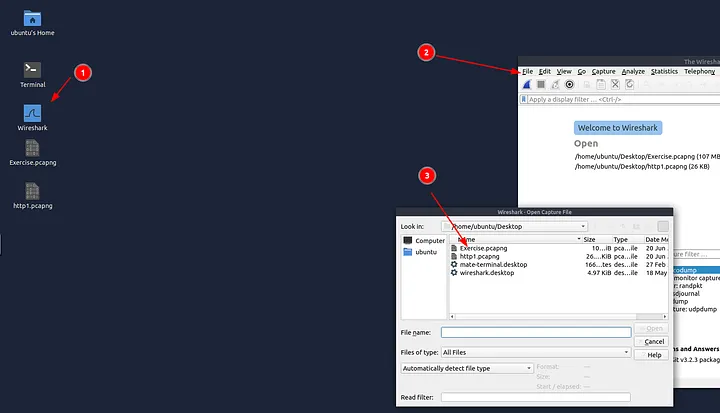 ubuntu's Home
1
Terminal
Wireshark
Exercise.pcapng
http1.pcapng
2
The Wiresh
File Edit View Go Capture Analyze Statistics Telephony
Apply a display filter ... <Ctrl-/>
Welcome to Wireshark
Open
/home/ubuntu/Desktop/Exercise.pcapng (107 MB
/home/ubuntu/Desktop/http1.pcapng (26 KB)
3
Wireshark · Open Capture File
Look in:
/home/ubuntu/Desktop
Computer
ubuntu
Name Size Type Date Mo
Exercise.pcapng 10...iB pca...ile 20 Jun
http1.pcapng 26....KiB pca...ile 20 Jun
mate-terminal.desktop 166...tes des...ile 27 Feb
wireshark.desktop 4.97 KiB des...ile 18 May
File name:
Open
Cancel
Files of type: All Files
Help
Automatically detect file type
Format:
Size:
Start / elapsed:
Read filter:
pture filter ...
codump
monitor capture
r: randpkt
sdjournal
dump
ture: udpdump
ns and Answers
it v3.2.3 packag